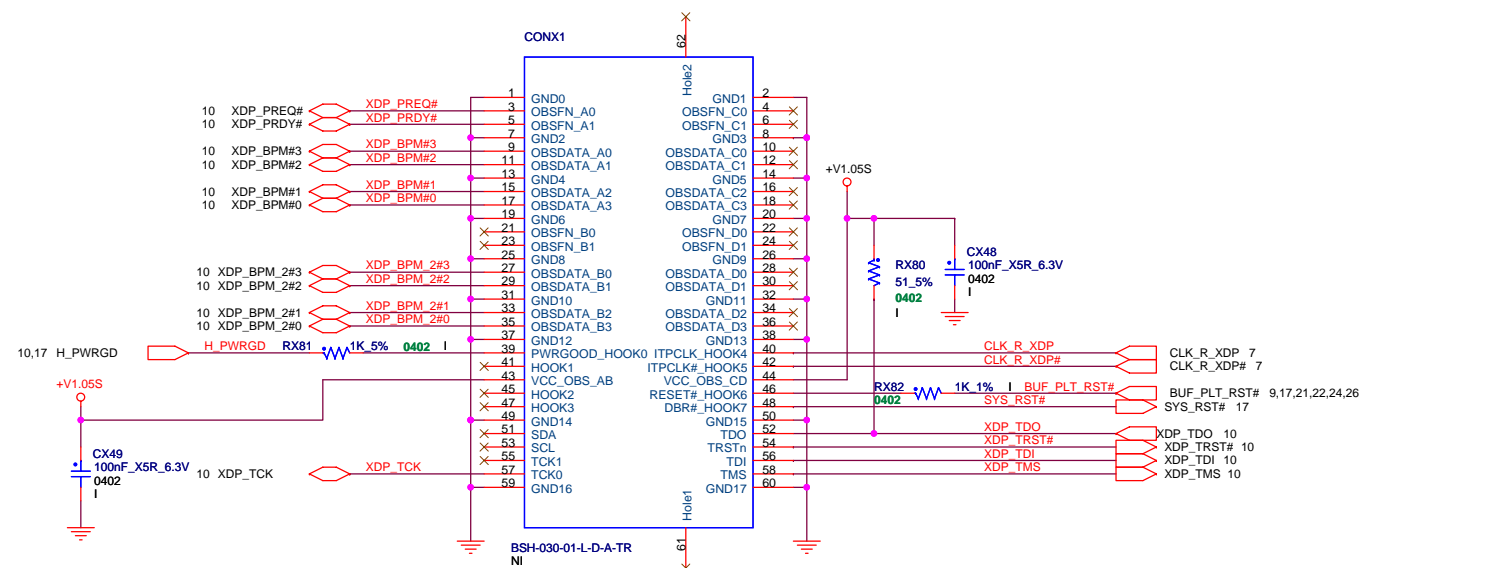 CONX1
62
Hole2
1 GND0 GND1 2
10 XDP_PREQ# XDP_PREQ# 3 OBSFN_A0 OBSFN_C0 4
10 XDP_PRDY# XDP_PRDY# 5 OBSFN_A1 OBSFN_C1 6
7 GND2 GND3 8
10 XDP_BPM#3 XDP_BPM#3 9 OBSDATA_A0 OBSDATA_C0 10
10 XDP_BPM#2 XDP_BPM#2 11 OBSDATA_A1 OBSDATA_C1 12
13 GND4 GND5 14
+V1.05S
10 XDP_BPM#1 XDP_BPM#1 15 OBSDATA_A2 OBSDATA_C2 16
10 XDP_BPM#0 XDP_BPM#0 17 OBSDATA_A3 OBSDATA_C3 18
19 GND6 GND7 20
21 OBSFN_B0 OBSFN_D0 22
23 OBSFN_B1 OBSFN_D1 24
25 GND8 GND9 26
10 XDP_BPM_2#3 XDP_BPM_2#3 27 OBSDATA_B0 OBSDATA_D0 28
10 XDP_BPM_2#2 XDP_BPM_2#2 29 OBSDATA_B1 OBSDATA_D1 30
RX80
51_5%
0402
I
CX48
100nF_X5R_6.3V
0402
I
31 GND10 GND11 32
10 XDP_BPM_2#1 XDP_BPM_2#1 33 OBSDATA_B2 OBSDATA_D2 34
10 XDP_BPM_2#0 XDP_BPM_2#0 35 OBSDATA_B3 OBSDATA_D3 36
37 GND12 GND13 38
10,17 H_PWRGD H_PWRGD RX81 1K_5% 0402 I 39 PWRGOOD_HOOK0 ITPCLK_HOOK4 40 CLK_R_XDP CLK_R_XDP 7
41 HOOK1 ITPCLK#_HOOK5 42 CLK_R_XDP# CLK_R_XDP# 7
+V1.05S 43 VCC_OBS_AB VCC_OBS_CD 44
45 HOOK2 RESET#_HOOK6 46 RX82 0402 1K_1% I BUF_PLT_RST# BUF_PLT_RST# 9,17,21,22,24,26
47 HOOK3 DBR#_HOOK7 48 SYS_RST# SYS_RST# 17
49 GND14 GND15 50
51 SDA TDO 52 XDP_TDO XDP_TDO 10
53 SCL TRSTn 54 XDP_TRST# XDP_TRST# 10
55 TCK1 TDI 56 XDP_TDI XDP_TDI 10
10 XDP_TCK XDP_TCK 57 TCK0 TMS 58 XDP_TMS XDP_TMS 10
59 GND16 GND17 60
CX49
100nF_X5R_6.3V
0402
I
Hole1
61
BSH-030-01-L-D-A-TR
NI